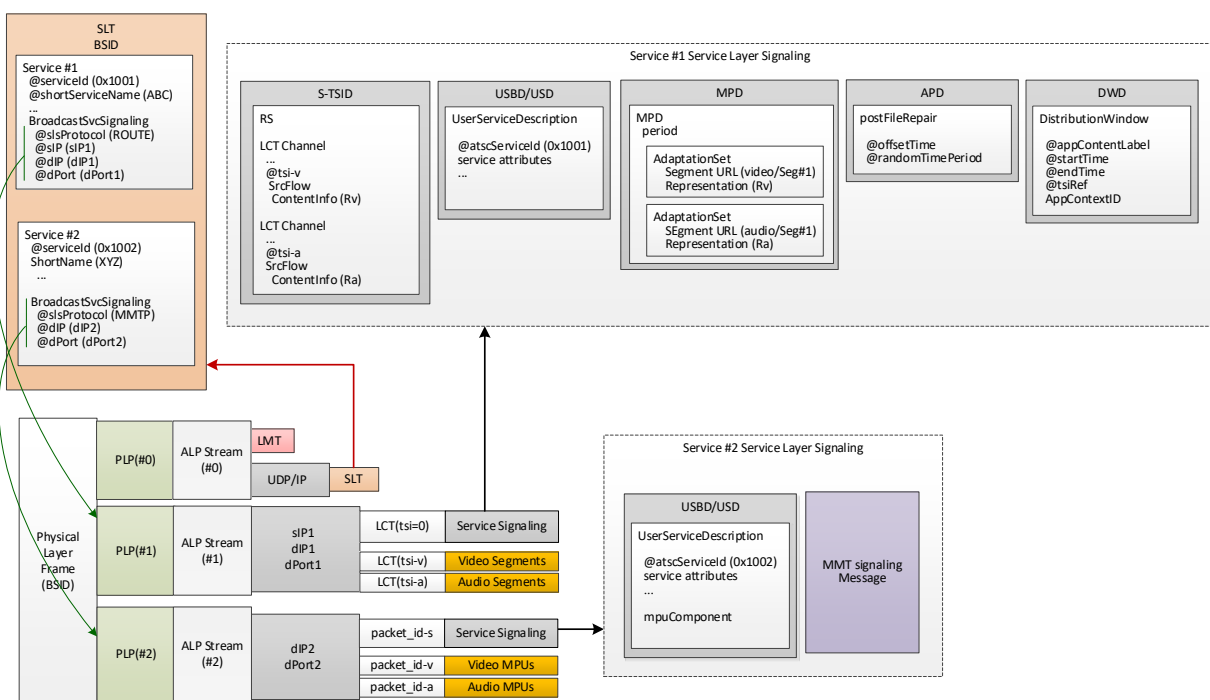 SLT
BSID
Service #1
@serviceId (0x1001)
@shortServiceName (ABC)
...
BroadcastSvcSignaling
@slsProtocol (ROUTE)
@sIP (sIP1)
@dIP (dIP1)
@dPort (dPort1)
Service #2
@serviceId (0x1002)
ShortName (XYZ)
...
BroadcastSvcSignaling
@slsProtocol (MMTP)
@dIP (dIP2)
@dPort (dPort2)
Service #1 Service Layer Signaling
S-TSID
RS
LCT Channel
...
@tsi-v
SrcFlow
ContentInfo (Rv)
LCT Channel
...
@tsi-a
SrcFlow
ContentInfo (Ra)
USBD/USD
UserServiceDescription
@atscServiceId (0x1001)
service attributes
...
MPD
MPD
period
AdaptationSet
Segment URL (video/Seg#1)
Representation (Rv)
AdaptationSet
SEgment URL (audio/Seg#1)
Representation (Ra)
APD
postFileRepair
@offsetTime
@randomTimePeriod
DWD
DistributionWindow
@appContentLabel
@startTime
@endTime
@tsiRef
AppContextID
Physical
Layer
Frame
(BSID)
PLP(#0)
ALP Stream
(#0)
LMT
UDP/IP
SLT
PLP(#1)
ALP Stream
(#1)
sIP1
dIP1
dPort1
LCT(tsi=0)
Service Signaling
LCT(tsi-v)
Video Segments
LCT(tsi-a)
Audio Segments
PLP(#2)
ALP Stream
(#2)
dIP2
dPort2
packet_id-s
Service Signaling
packet_id-v
Video MPUs
packet_id-a
Audio MPUs
Service #2 Service Layer Signaling
USBD/USD
UserServiceDescription
@atscServiceId (0x1002)
service attributes
...
mpuComponent
MMT signaling
Message